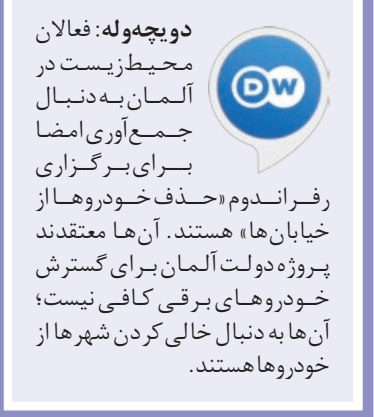 دویچه‌وله: فعالان
محیط‌زیست در
آلمان به دنبال
جمع‌آوری امضا
برای برگزاری
رفراندوم «حذف خودروها از
خیابان‌ها» هستند. آن‌ها معتقدند
پروژه دولت آلمان برای گسترش
خودروهای برقی کافی نیست؛
آن‌ها به دنبال خالی کردن شهرها از
خودروها هستند.
DW